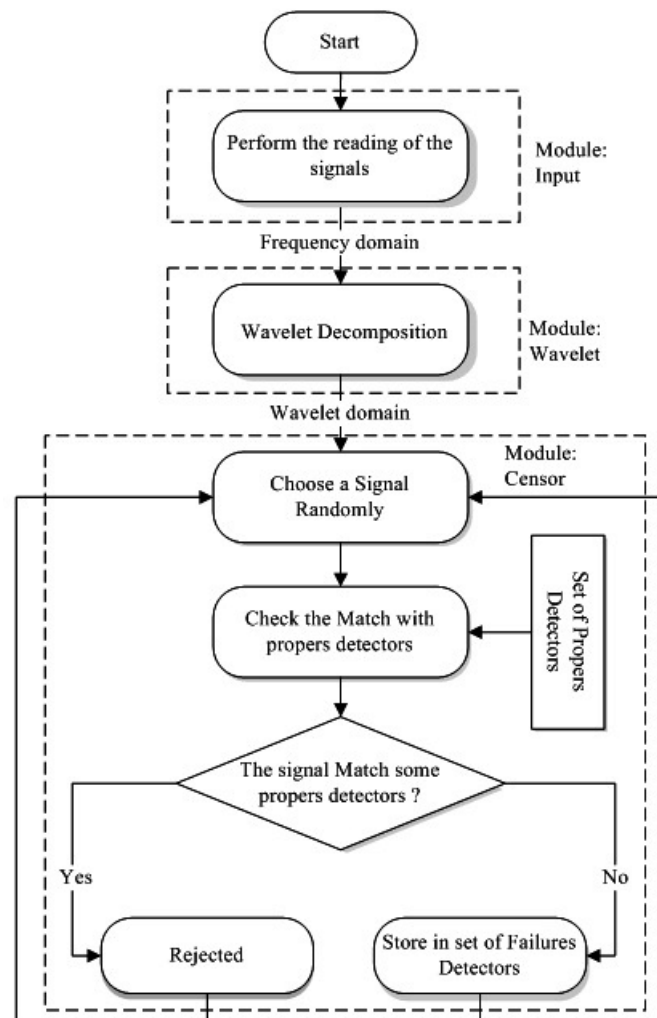 Start
Perform the reading of the
signals
Module:
Input
Frequency domain
Wavelet Decomposition
Module:
Wavelet
Wavelet domain
Module:
Censor
Choose a Signal
Randomly
Check the Match with
propers detectors
Set of Propers
Detectors
The signal Match some
propers detectors ?
Yes
No
Rejected
Store in set of Failures
Detectors